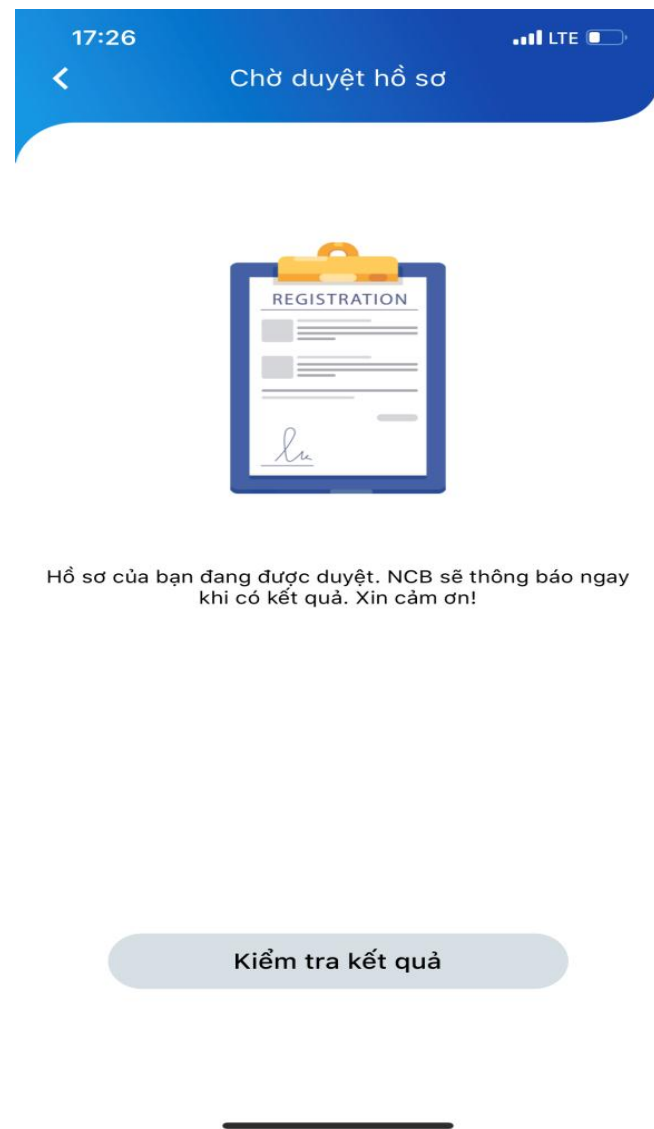 17:26
LTE
Chờ duyệt hồ sơ
REGISTRATION
Hồ sơ của bạn đang được duyệt. NCB sẽ thông báo ngay
khi có kết quả. Xin cảm ơn!
Kiểm tra kết quả